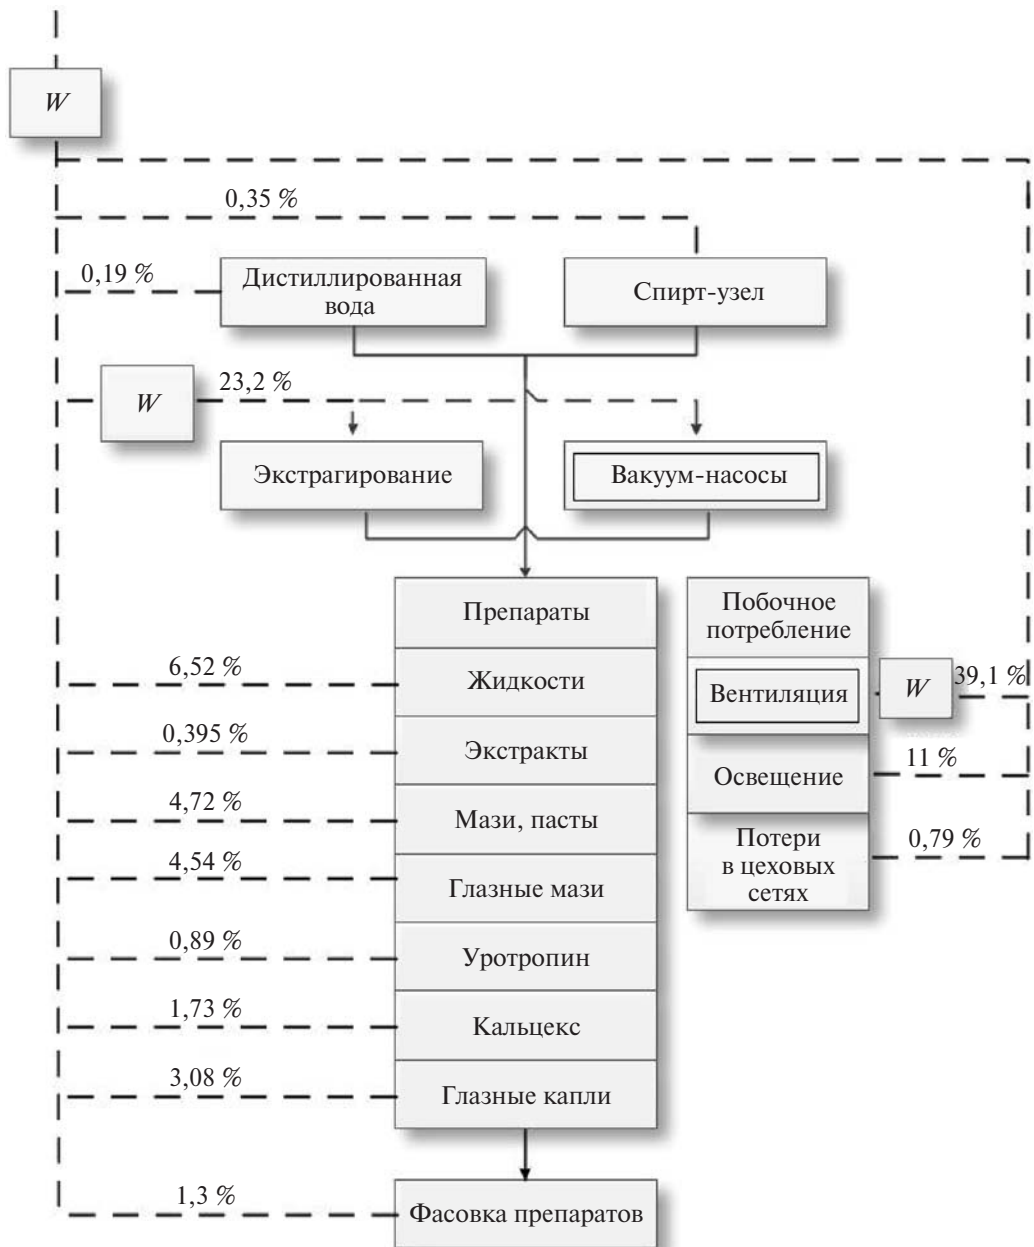 W
0,35 %
0,19 %
Дистиллированная
вода
Спирт-узел
W
23,2 %
Экстрагирование
Вакуум-насосы
Препараты
Побочное
потребление
6,52 %
Жидкости
Вентиляция
W
39,1 %
0,395 %
Экстракты
Освещение
11 %
4,72 %
Мази, пасты
Потери
в цеховых
сетях
0,79 %
4,54 %
Глазные мази
0,89 %
Уротропин
1,73 %
Кальцекс
3,08 %
Глазные капли
1,3 %
Фасовка препаратов